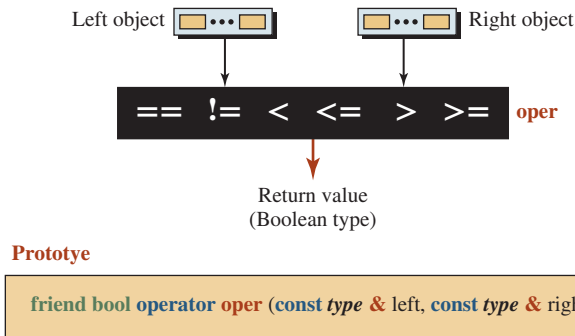 Left object
Right object
== != < <= > >= oper
Return value
(Boolean type)
Prototye
friend bool operator oper (const type & left, const type & righ